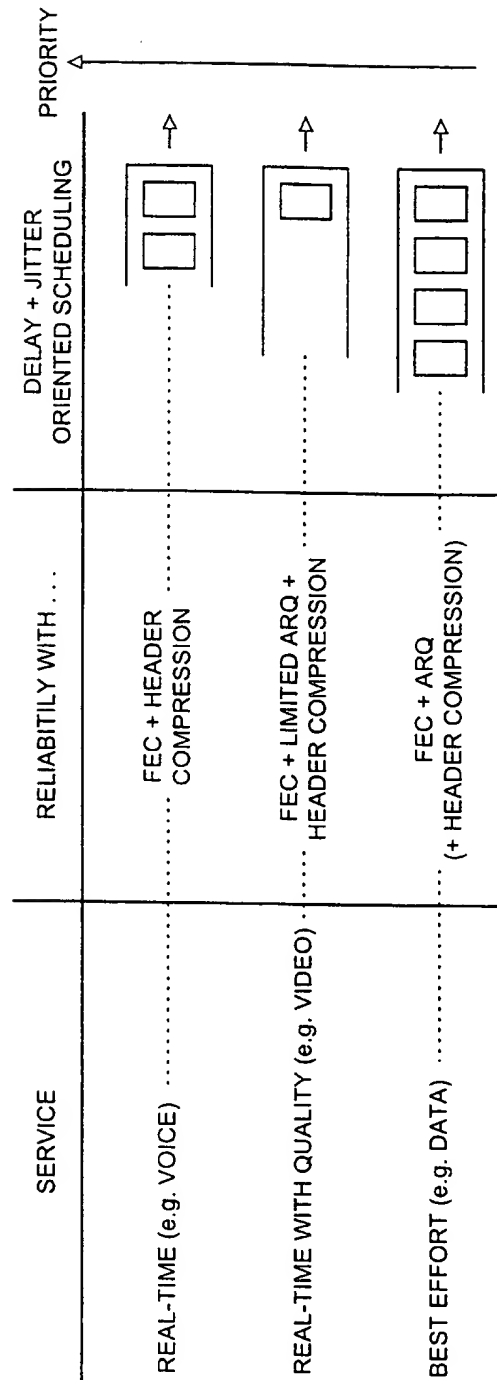 SERVICE
RELIABITILY WITH . . .
DELAY + JITTER
ORIENTED SCHEDULING
PRIORITY
REAL-TIME (e.g. VOICE)
FEC + HEADER
COMPRESSION
REAL-TIME WITH QUALITY (e.g. VIDEO)
FEC + LIMITED ARQ +
HEADER COMPRESSION
BEST EFFORT (e.g. DATA)
FEC + ARQ
(+ HEADER COMPRESSION)